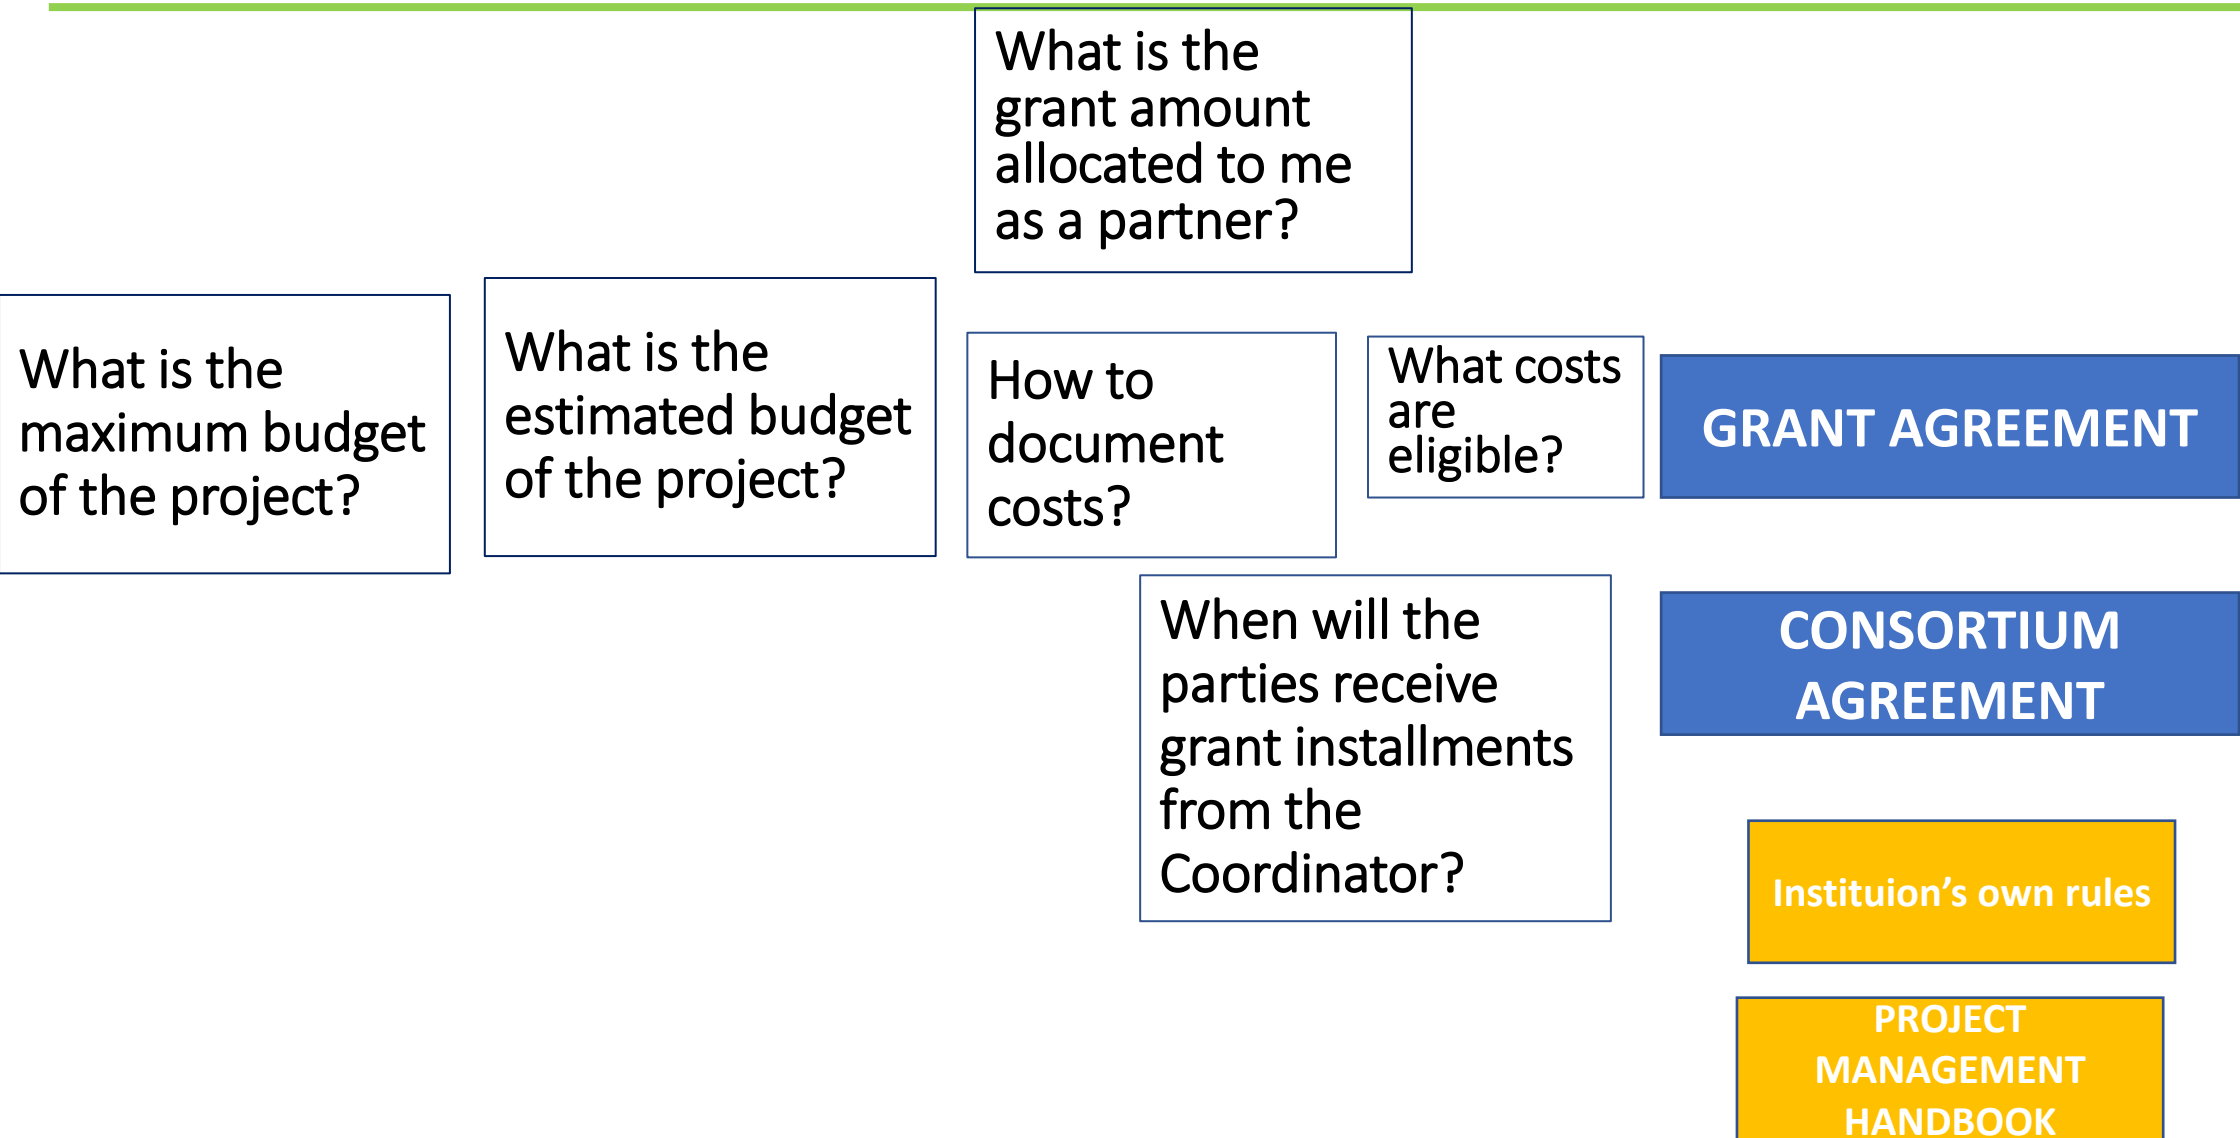 What is the
grant amount
allocated to me
as a partner?
What is the
maximum budget
of the project?
What is the
estimated budget
of the project?
How to
document
costs?
What costs
are
eligible?
GRANT AGREEMENT
When will the
parties receive
grant installments
from the
Coordinator?
CONSORTIUM
AGREEMENT
Instituion's own rules
PROJECT
MANAGEMENT
HANDBOOK